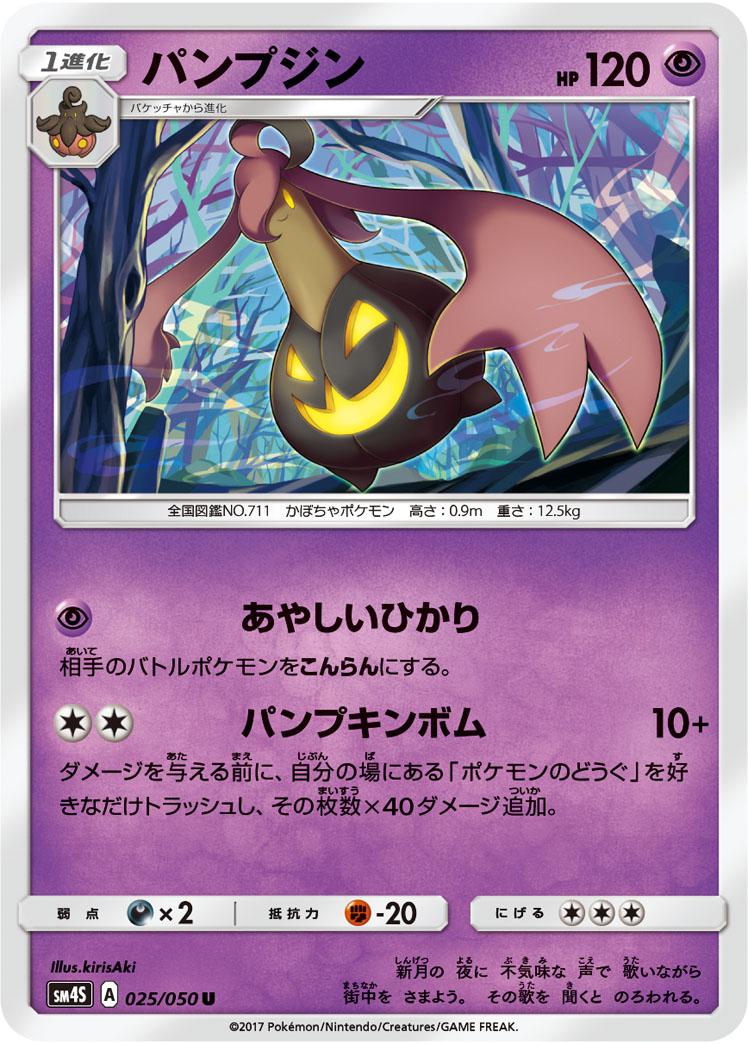 1進化 パンプジン HP 120
バケッチャから進化
全国図鑑NO.711 かぼちゃポケモン 高さ:0.9m 重さ:12.5kg
あやしいひかり
相手のバトルポケモンをこんらんにする。
パンプキンボム 10+
ダメージを与える前に、自分の場にある「ポケモンのどうぐ」を好
きなだけトラッシュし、その枚数×40ダメージ追加。
弱点 ×2 抵抗力 -20 にげる
Illus.kirisAki
新月の 夜に 不気味な 声で 歌いながら
街中を さまよう。 その歌を 聞くと のろわれる。
SM4S A 025/050 U
©2017 Pokémon/Nintendo/Creatures/GAME FREAK.